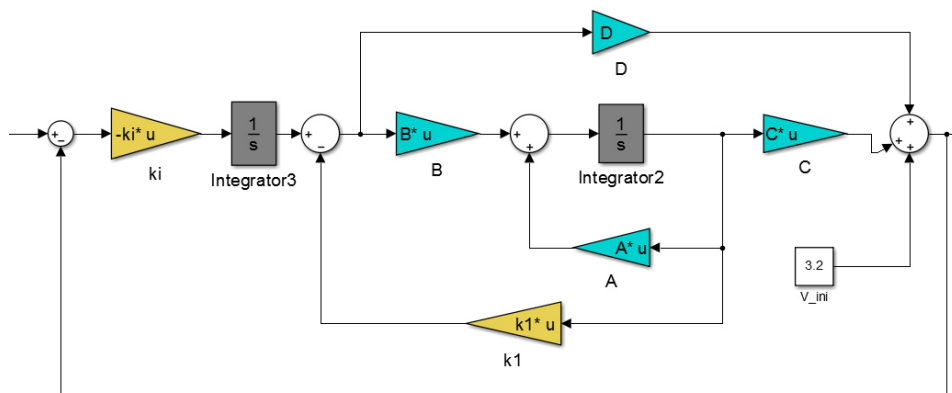 D
D
-ki* u
ki
1
s
Integrator3
+
−
B* u
B
+
+
1
s
Integrator2
C* u
C
+
+
+
−
A* u
A
3.2
V_ini
k1* u
k1